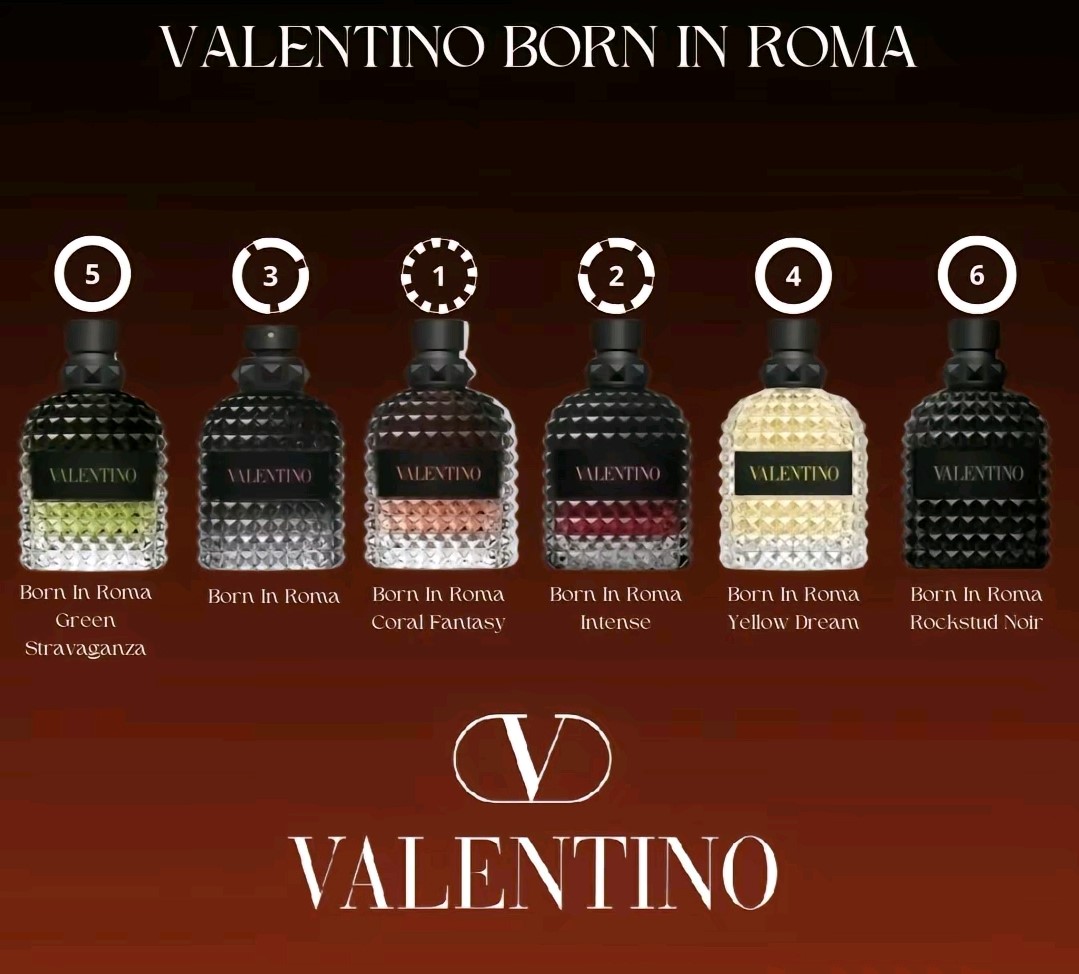 VALENTINO BORN IN ROMA
5
3
1
2
4
6
VALENTINO
VALENTINO
VALENTINO
VALENTINO
VALENTINO
VALENTINO
Born In Roma
Green
Stravaganza
Born In Roma
Born In Roma
Coral Fantasy
Born In Roma
Intense
Born In Roma
Yellow Dream
Born In Roma
Rockstud Noir
V
VALENTINO